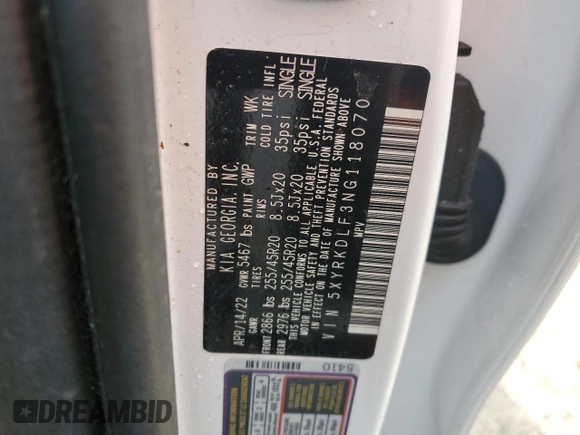 MANUFACTURED BY
KIA GEORGIA, INC.
APR/14/22 GVWR 5467 lbs PAINT GWP TRIM WK
GAWR TIRES RIMS COLD TIRE INFL.
FRONT 2866 lbs 255/45R20 8.5Jx20 35psi SINGLE
REAR 2976 lbs 255/45R20 8.5Jx20 35psi SINGLE
THIS VEHICLE CONFORMS TO ALL APPLICABLE U.S.A. FEDERAL
MOTOR VEHICLE SAFETY AND THEFT PREVENTION STANDARDS
IN EFFECT ON THE DATE OF MANUFACTURE SHOWN ABOVE
VIN 5XYRKDLF3NG118070
MPV
5410
INFORMATION
DREAMBID